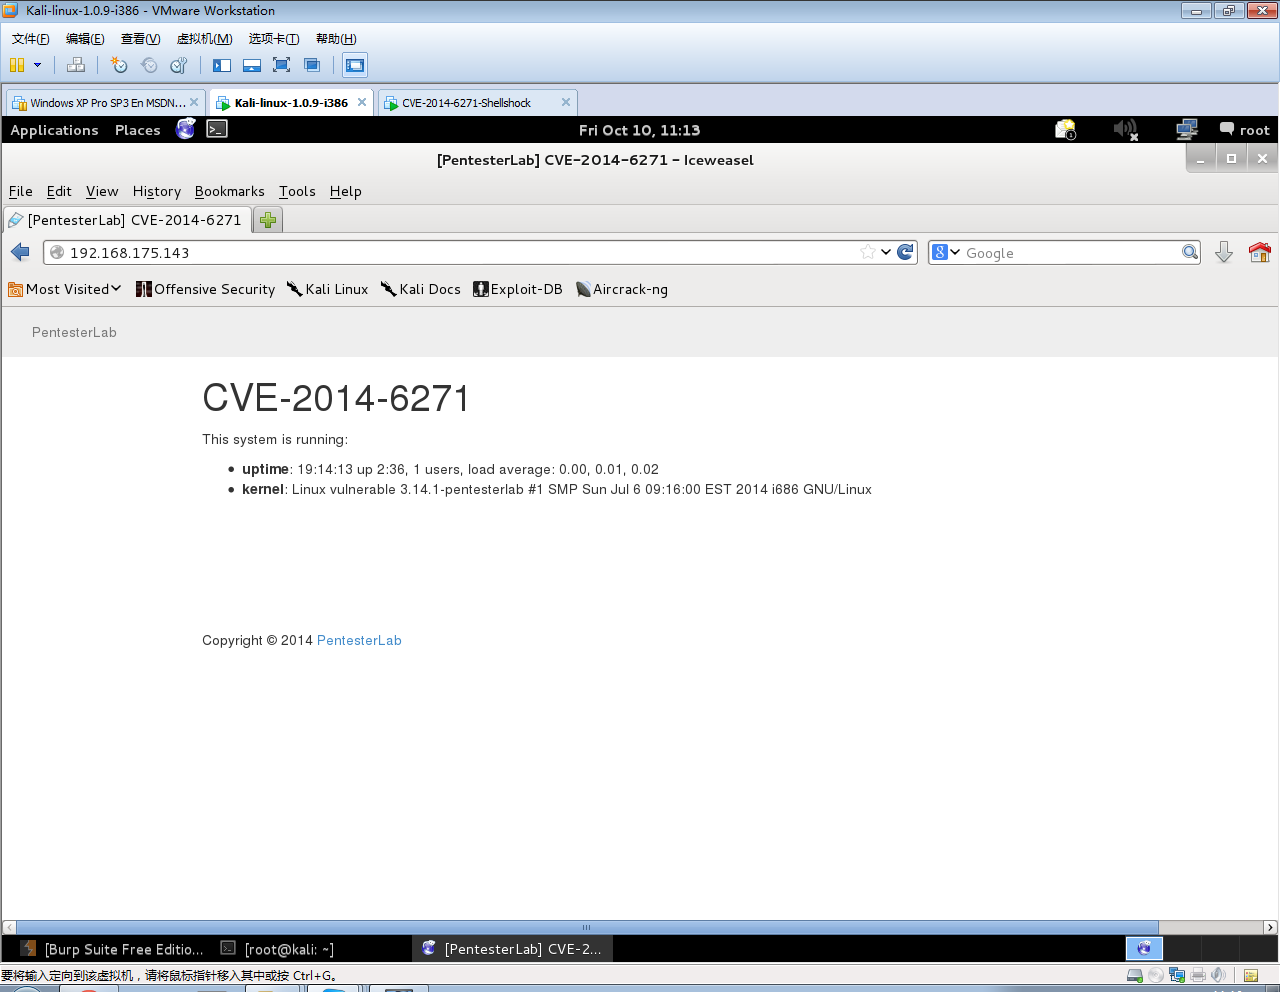 Kali-linux-1.0.9-i386 - VMware Workstation
文件(F) 编辑(E) 查看(V) 虚拟机(M) 选项卡(T) 帮助(H)
Windows XP Pro SP3 En MSDN... Kali-linux-1.0.9-i386 CVE-2014-6271-Shellshock
Applications Places Fri Oct 10, 11:13 root
[PentesterLab] CVE-2014-6271 - Iceweasel
File Edit View History Bookmarks Tools Help
[PentesterLab] CVE-2014-6271
192.168.175.143 Google
Most Visited Offensive Security Kali Linux Kali Docs Exploit-DB Aircrack-ng
PentesterLab
CVE-2014-6271
This system is running:
uptime: 19:14:13 up 2:36, 1 users, load average: 0.00, 0.01, 0.02
kernel: Linux vulnerable 3.14.1-pentesterlab #1 SMP Sun Jul 6 09:16:00 EST 2014 i686 GNU/Linux
Copyright © 2014 PentesterLab
[Burp Suite Free Editio... [root@kali: ~] [PentesterLab] CVE-2...
要将输入定向到该虚拟机，请将鼠标指针移入其中或按 Ctrl+G。